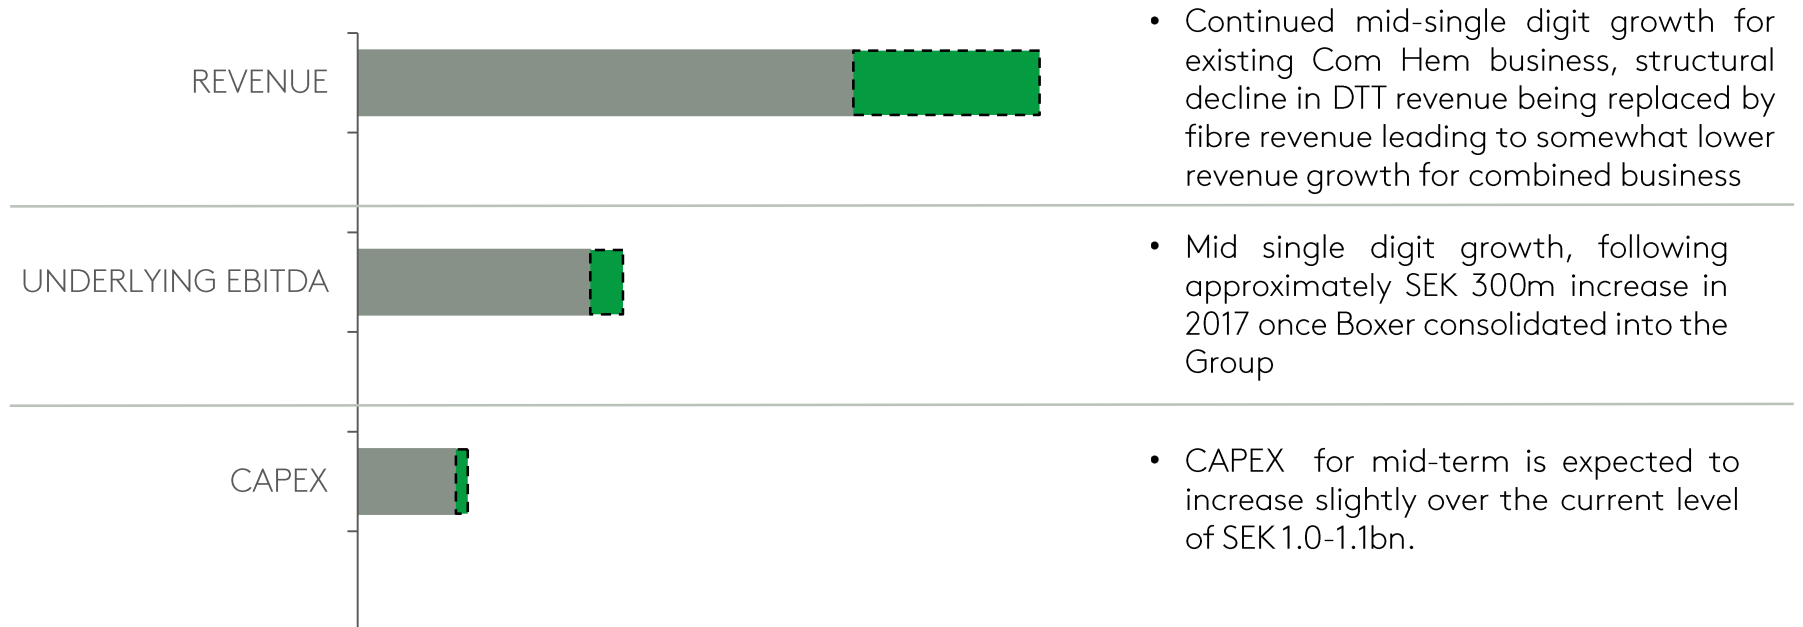 REVENUE
• Continued mid-single digit growth for
existing Com Hem business, structural
decline in DTT revenue being replaced by
fibre revenue leading to somewhat lower
revenue growth for combined business
UNDERLYING EBITDA
• Mid single digit growth, following
approximately SEK 300m increase in
2017 once Boxer consolidated into the
Group
CAPEX
• CAPEX for mid-term is expected to
increase slightly over the current level
of SEK 1.0-1.1bn.